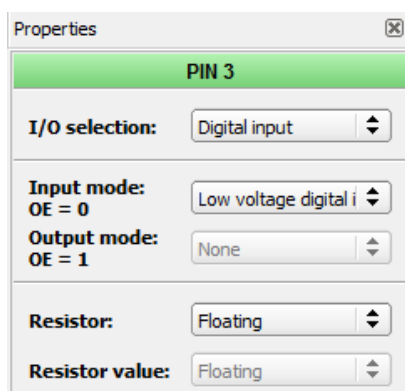 Properties
PIN 3
I/O selection: Digital input
Input mode:
OE = 0 Low voltage digital i
Output mode:
OE = 1 None
Resistor: Floating
Resistor value: Floating